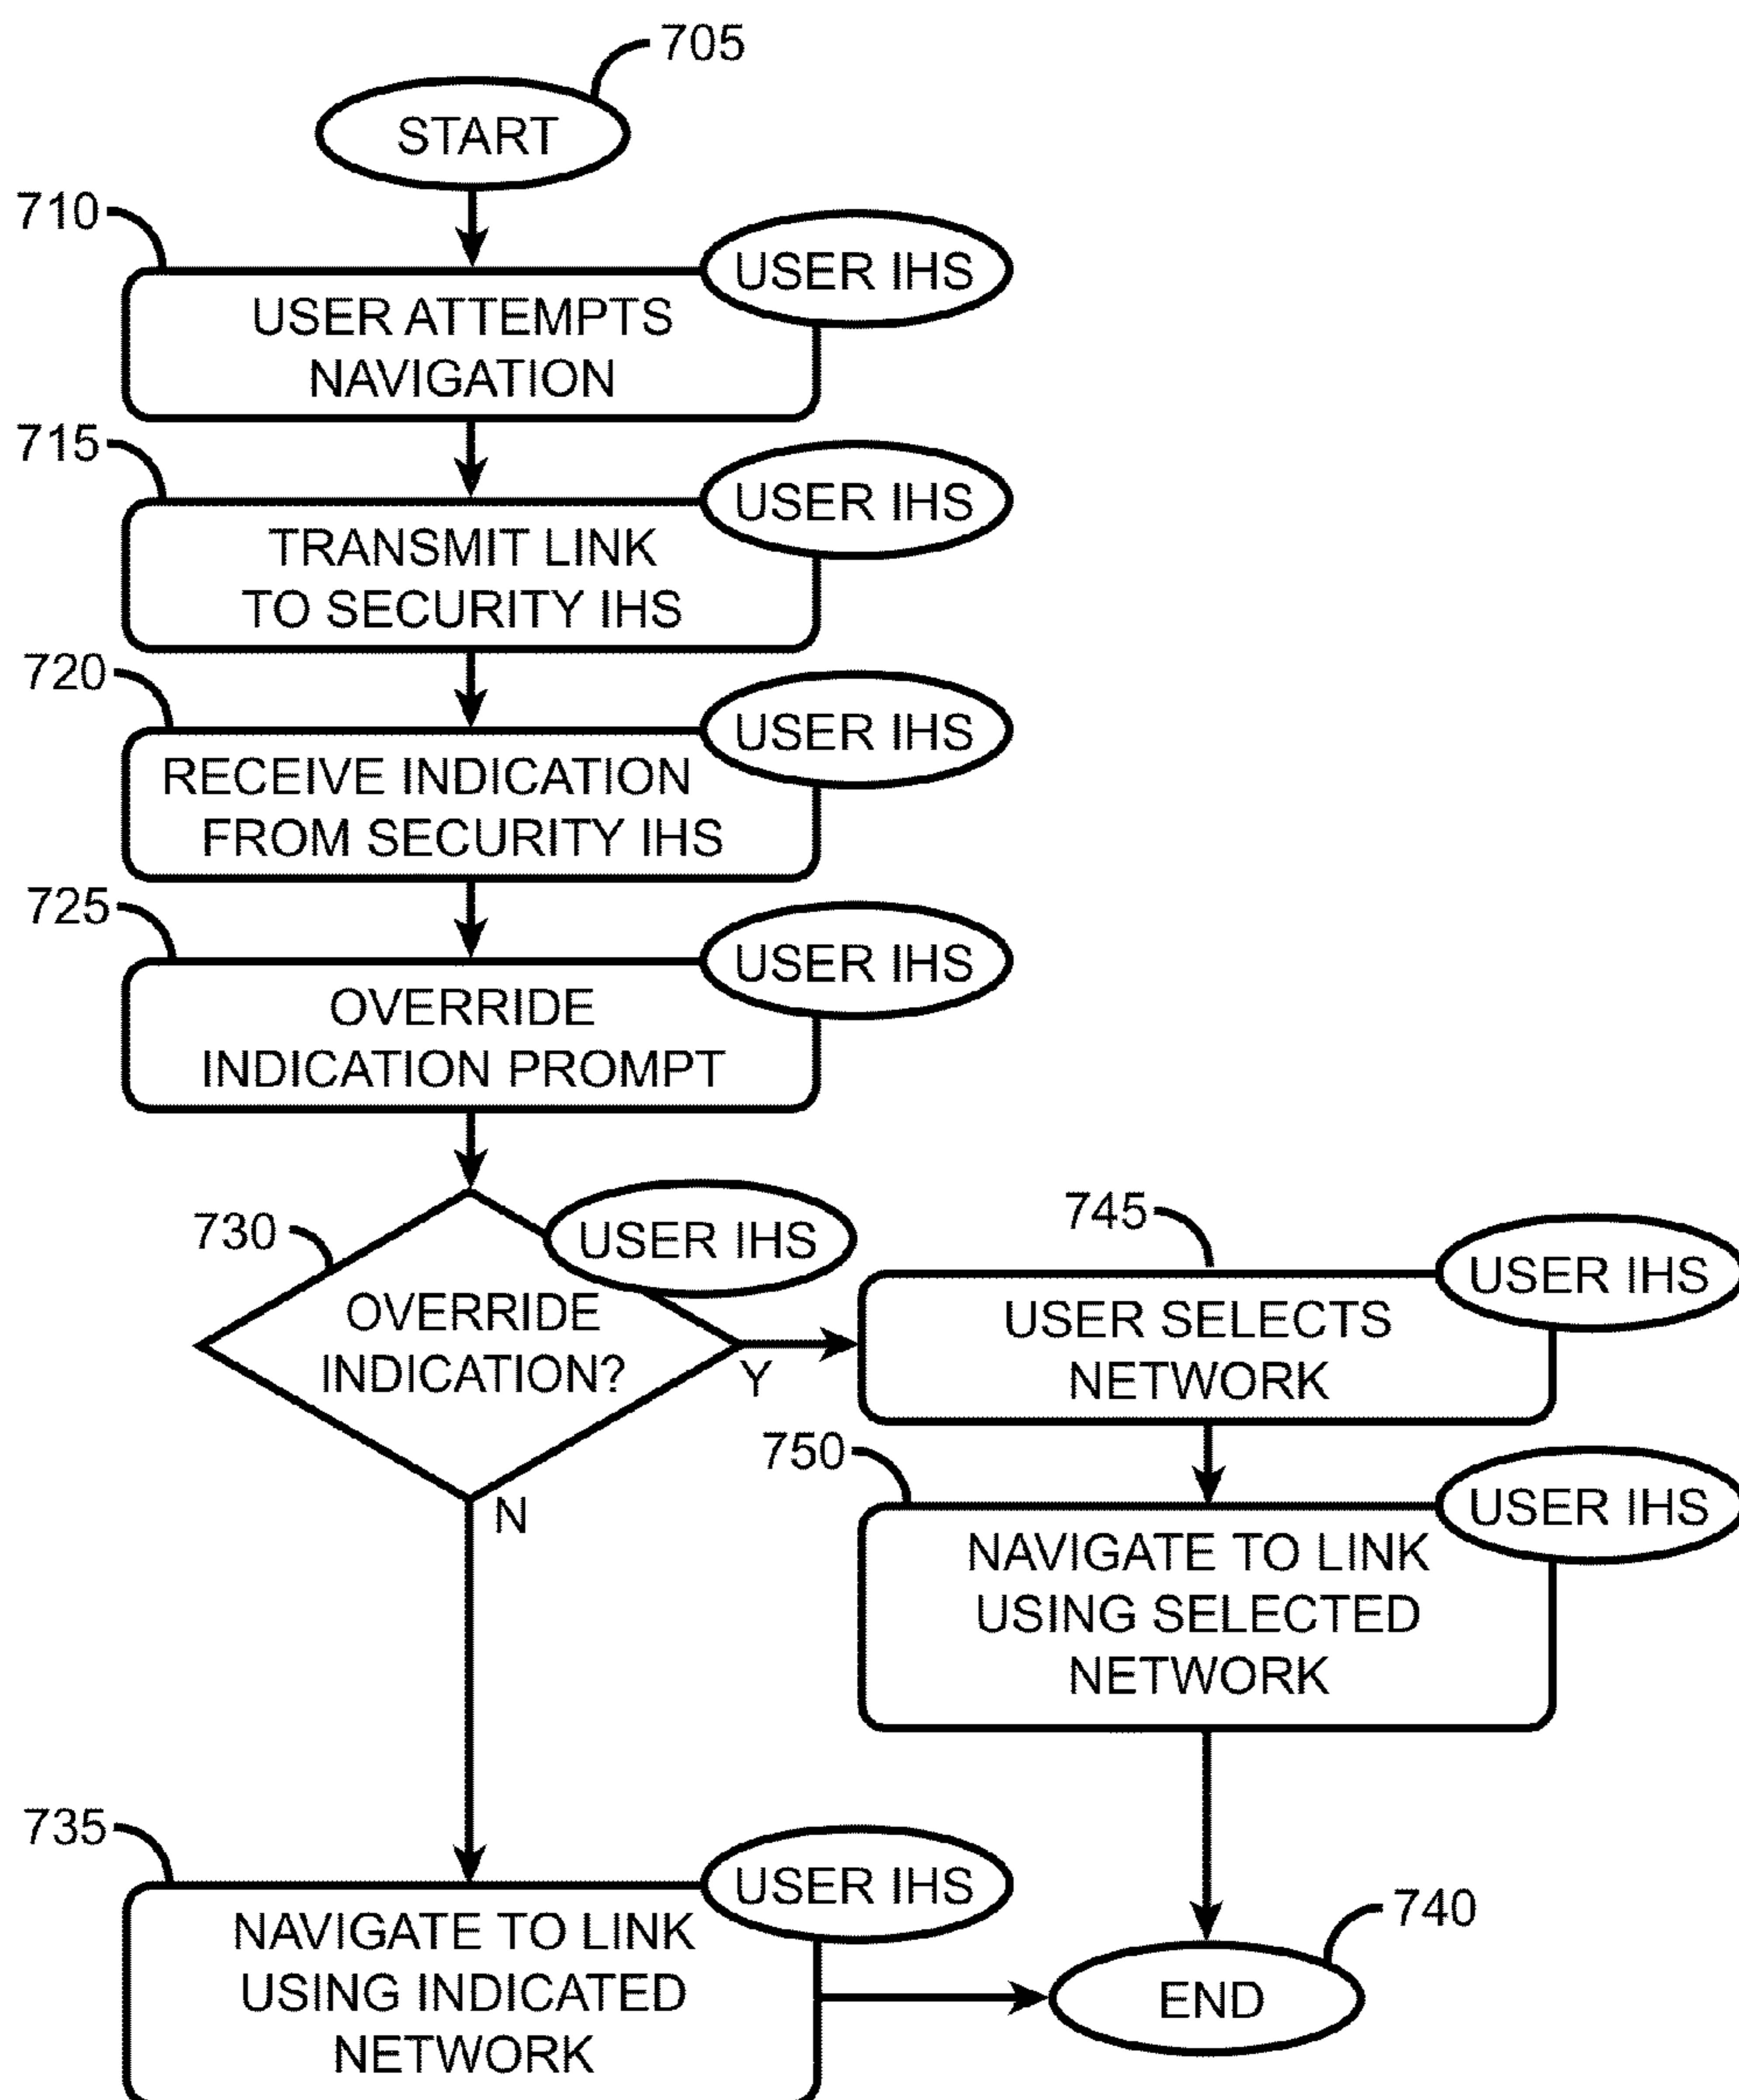 705
START
710
USER IHS
USER ATTEMPTS
NAVIGATION
715
USER IHS
TRANSMIT LINK
TO SECURITY IHS
720
USER IHS
RECEIVE INDICATION
FROM SECURITY IHS
725
USER IHS
OVERRIDE
INDICATION PROMPT
730
USER IHS
OVERRIDE
INDICATION?
Y
N
745
USER IHS
USER SELECTS
NETWORK
750
USER IHS
NAVIGATE TO LINK
USING SELECTED
NETWORK
735
USER IHS
NAVIGATE TO LINK
USING INDICATED
NETWORK
740
END